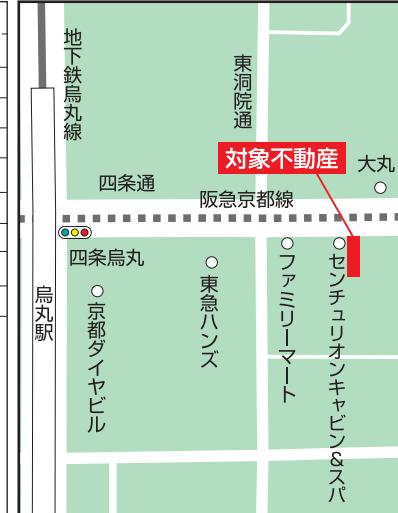 地下鉄烏丸線
東洞院通
対象不動産
大丸
四条通
阪急京都線
四条烏丸
烏丸駅
京都ダイヤビル
東急ハンズ
ファミリーマート
センチュリオンキャビン&スパ